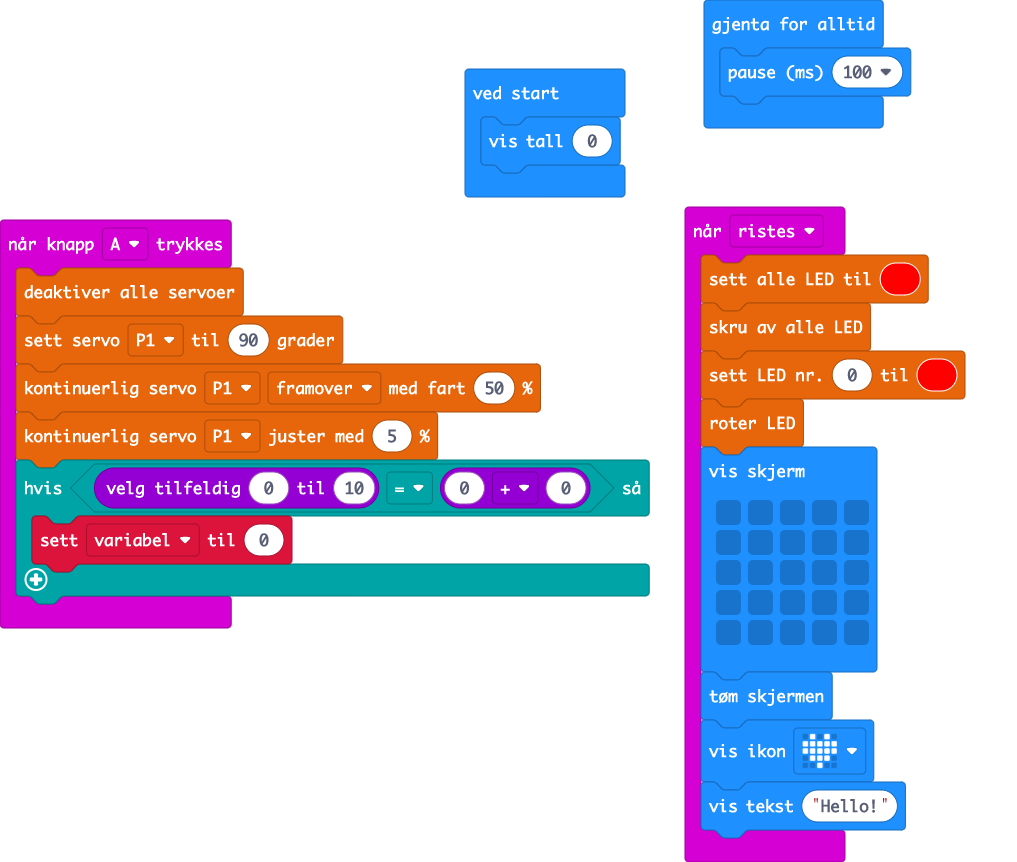 gjenta for alltid
pause (ms) 100
ved start
vis tall 0
når knapp A trykkes
deaktiver alle servoer
sett servo P1 til 90 grader
kontinuerlig servo P1 framover med fart 50 %
kontinuerlig servo P1 juster med 5 %
hvis velg tilfeldig 0 til 10 = 0 + 0 så
sett variabel til 0
når ristes
sett alle LED til
skru av alle LED
sett LED nr. 0 til
roter LED
vis skjerm
tøm skjermen
vis ikon
vis tekst "Hello!"